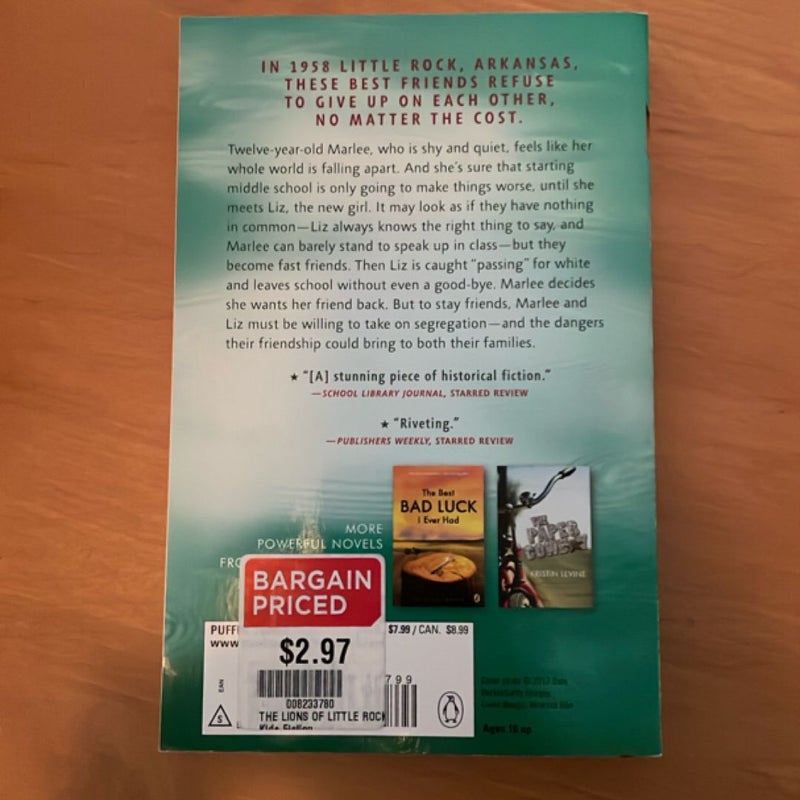 IN 1958 LITTLE ROCK, ARKANSAS,
THESE BEST FRIENDS REFUSE
TO GIVE UP ON EACH OTHER,
NO MATTER THE COST.
Twelve-year-old Marlee, who is shy and quiet, feels like her
whole world is falling apart. And she's sure that starting
middle school is only going to make things worse, until she
meets Liz, the new girl. It may look as if they have nothing
in common—Liz always knows the right thing to say, and
Marlee can barely stand to speak up in class—but they
become fast friends. Then Liz is caught "passing" for white
and leaves school without even a good-bye. Marlee decides
she wants her friend back. But to stay friends, Marlee and
Liz must be willing to take on segregation—and the dangers
their friendship could bring to both their families.
★ "[A] stunning piece of historical fiction."
—SCHOOL LIBRARY JOURNAL, STARRED REVIEW
★ "Riveting."
—PUBLISHERS WEEKLY, STARRED REVIEW
MORE
POWERFUL NOVELS
The Best
BAD LUCK
I Ever Had
THE
PAPER
COWBOY
KRISTIN LEVINE
BARGAIN
PRICED
$2.97
008233780
THE LIONS OF LITTLE ROCK
Kids Fiction
$7.99 / CAN. $8.99
799
EAN
S
www
Ages 10 up